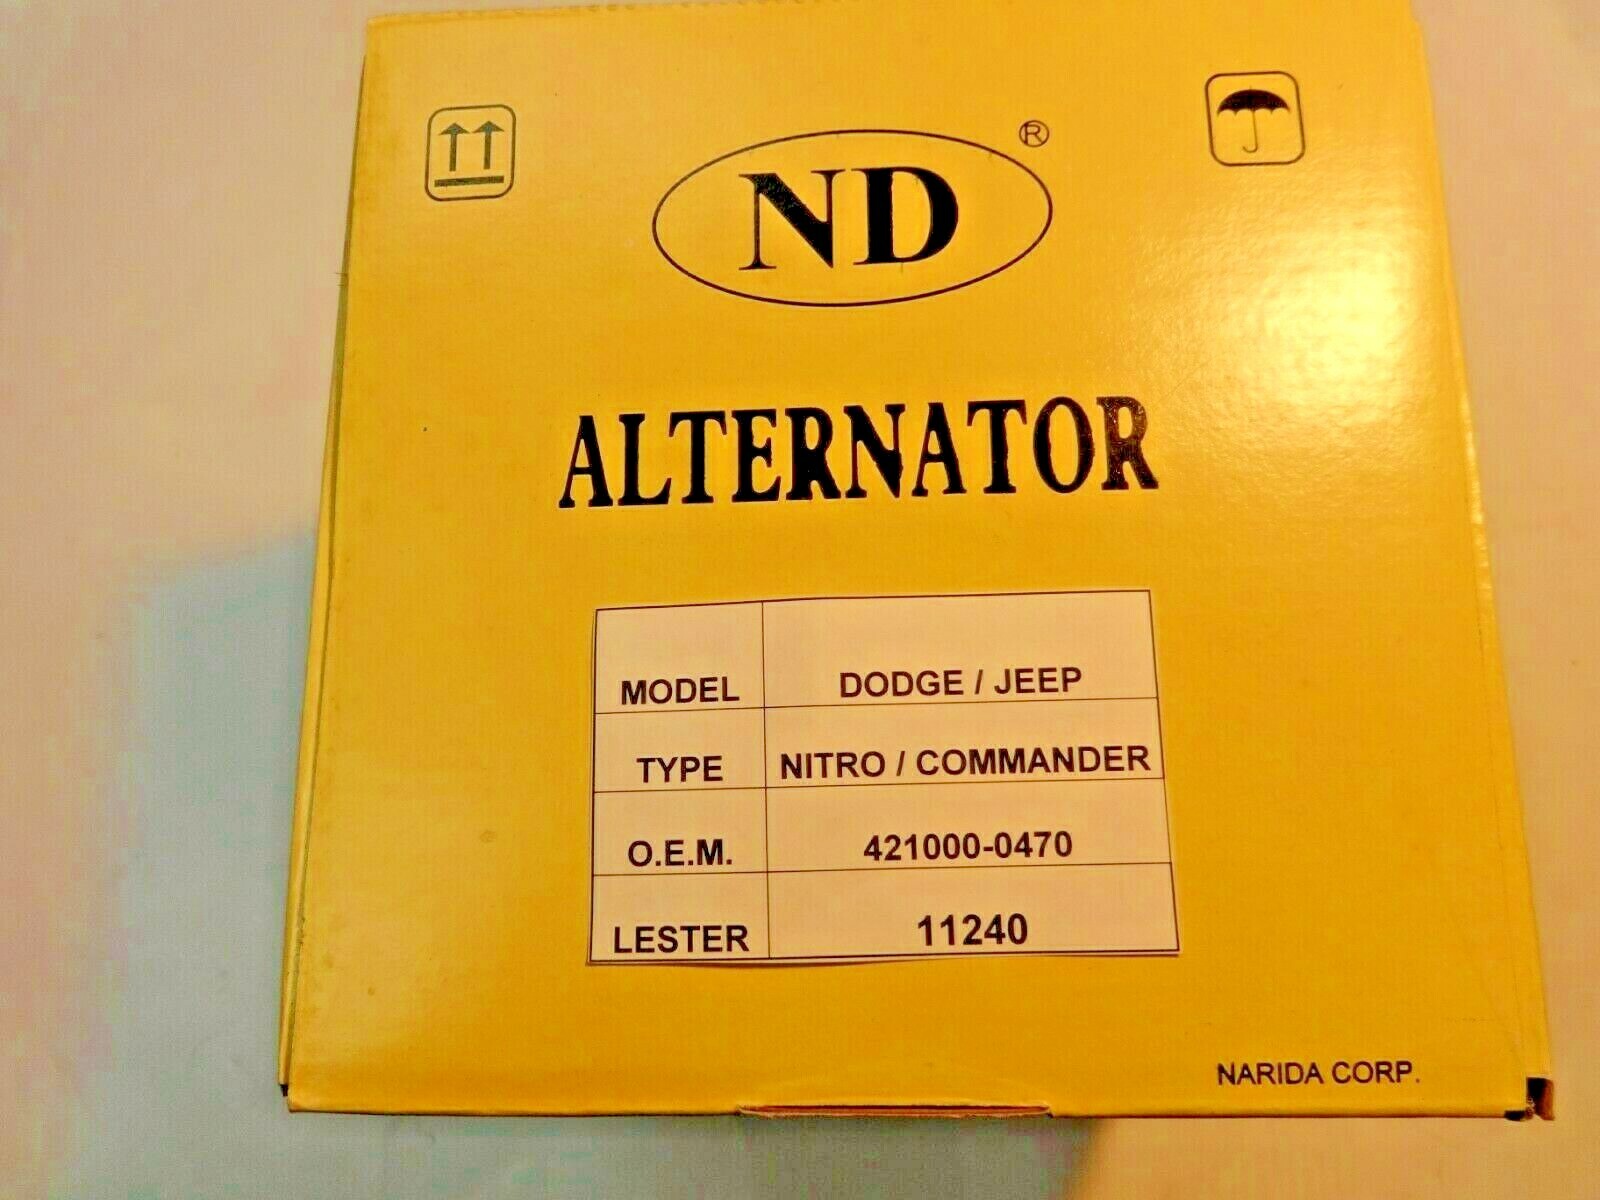 ND ®
ALTERNATOR
MODEL DODGE / JEEP
TYPE NITRO / COMMANDER
O.E.M. 421000-0470
LESTER 11240
NARIDA CORP.